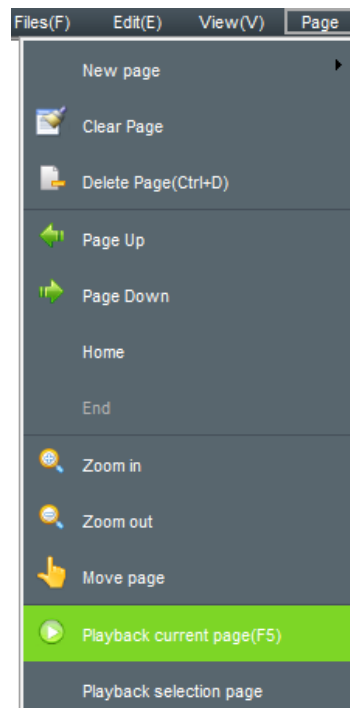 Files(F) Edit(E) View(V) Page
New page
Clear Page
Delete Page(Ctrl+D)
Page Up
Page Down
Home
End
Zoom in
Zoom out
Move page
Playback current page(F5)
Playback selection page